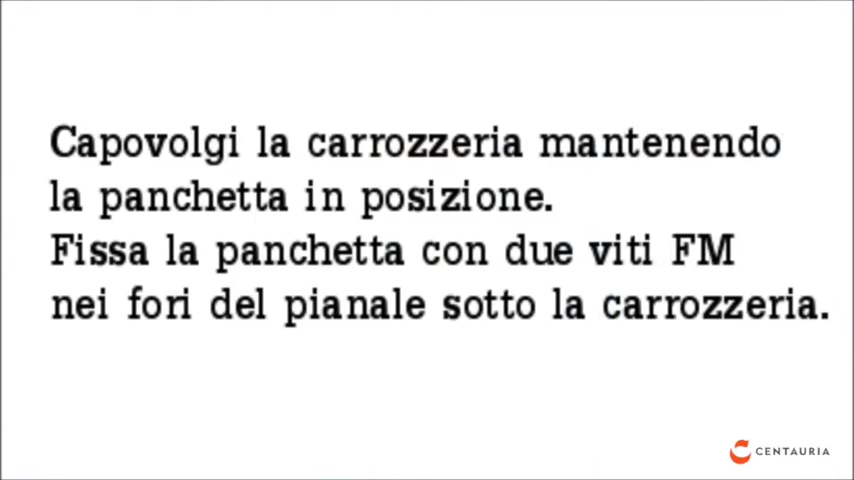 Capovolgi la carrozzeria mantenendo
la panchetta in posizione.
Fissa la panchetta con due viti FM
nei fori del pianale sotto la carrozzeria.
CENTAURIA